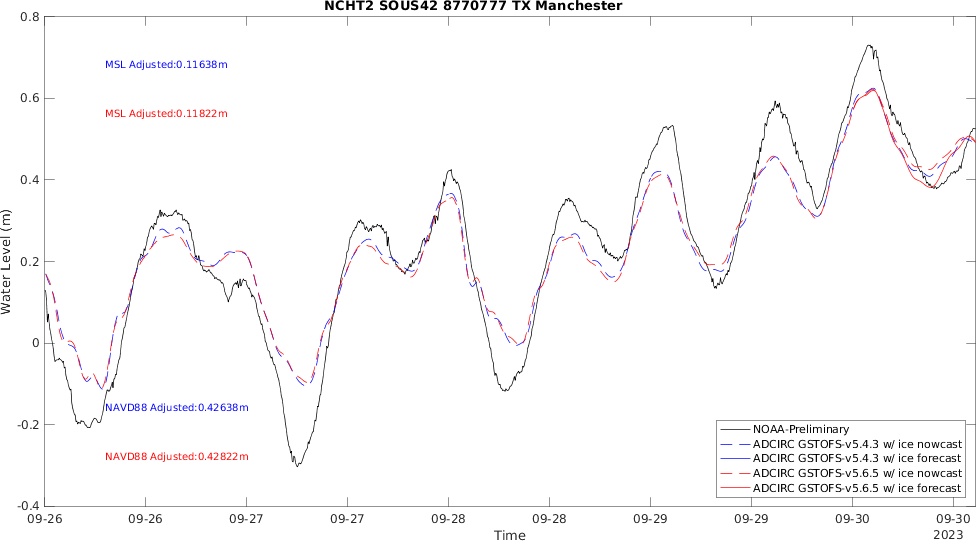 NCHT2 SOUS42 8770777 TX Manchester
0.8
0.6
0.4
0.2
0
-0.2
-0.4
Water Level (m)
MSL Adjusted:0.11638m
MSL Adjusted:0.11822m
NAVD88 Adjusted:0.42638m
NAVD88 Adjusted:0.42822m
NOAA-Preliminary
ADCIRC GSTOFS-v5.4.3 w/ ice nowcast
ADCIRC GSTOFS-v5.4.3 w/ ice forecast
ADCIRC GSTOFS-v5.6.5 w/ ice nowcast
ADCIRC GSTOFS-v5.6.5 w/ ice forecast
09-26 09-26 09-27 09-27 09-28 09-28 09-29 09-29 09-30 09-30
2023
Time